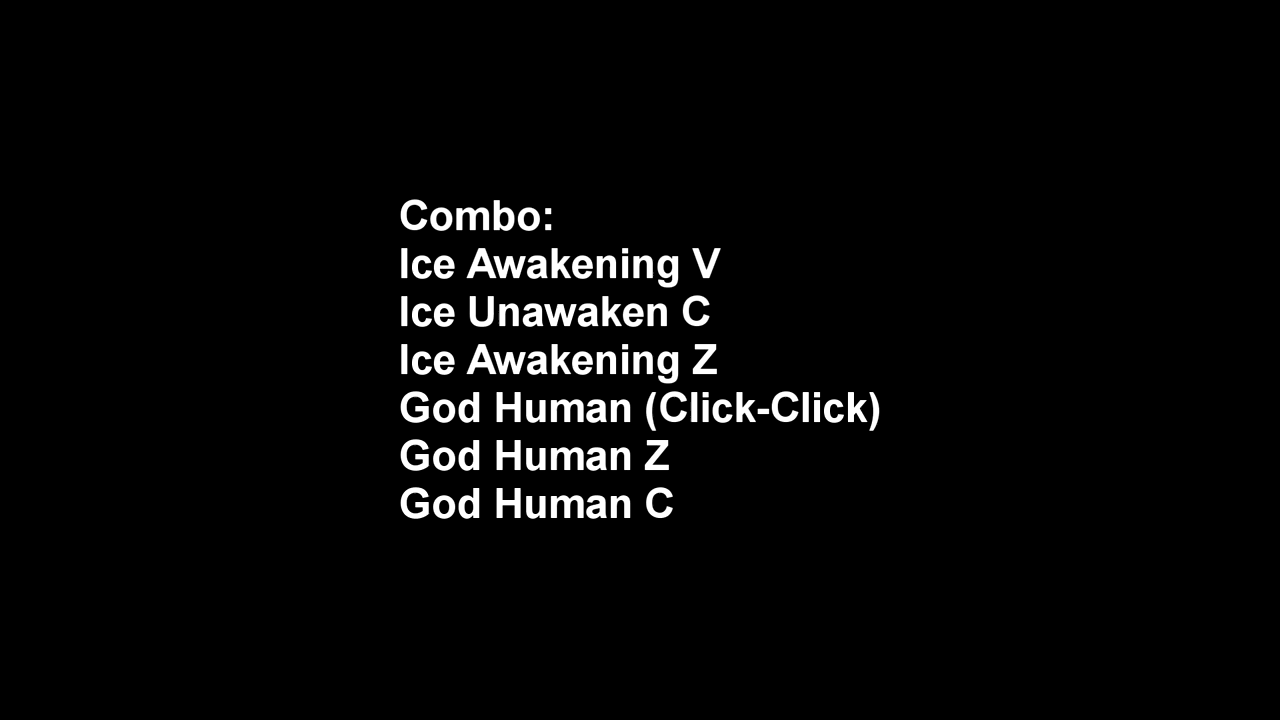 Combo:
Ice Awakening V
Ice Unawaken C
Ice Awakening Z
God Human (Click-Click)
God Human Z
God Human C